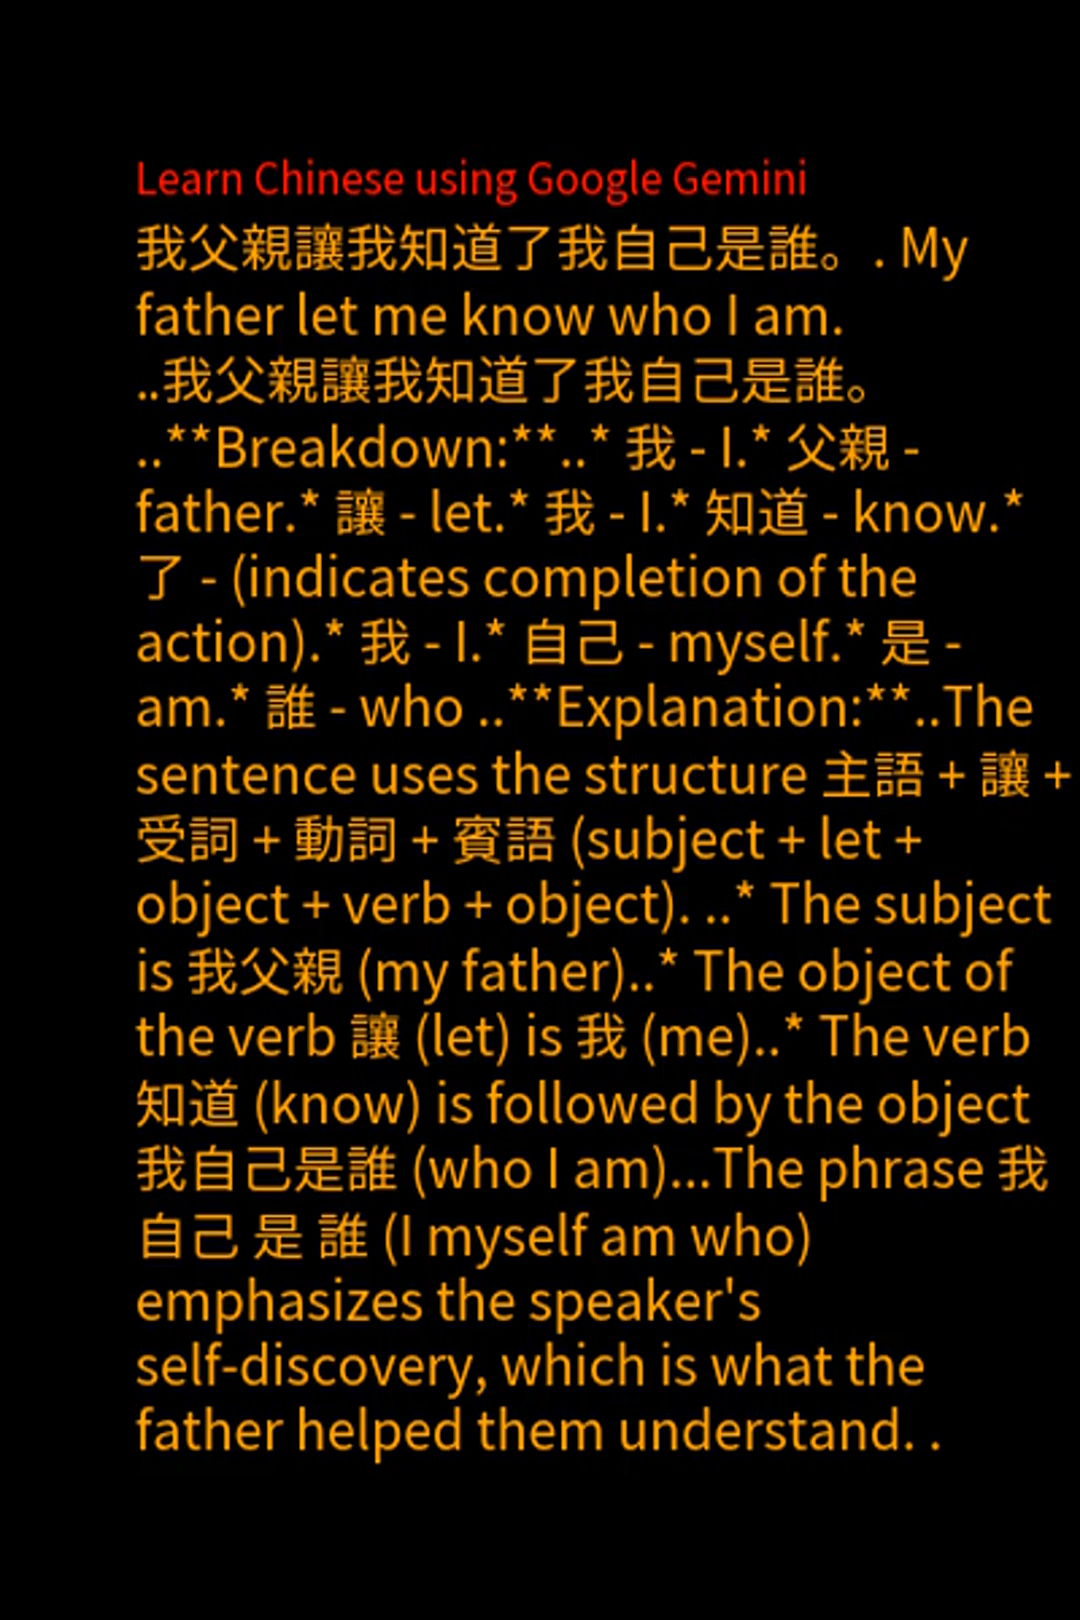 Learn Chinese using Google Gemini
我父親讓我知道了我自己是誰。. My
father let me know who I am.
..我父親讓我知道了我自己是誰。
..**Breakdown:**..* 我 - I.* 父親 -
father.* 讓 - let.* 我 - I.* 知道 - know.*
了 - (indicates completion of the
action).* 我 - I.* 自己 - myself.* 是 -
am.* 誰 - who ..**Explanation:**..The
sentence uses the structure 主語 + 讓 +
受詞 + 動詞 + 賓語 (subject + let +
object + verb + object). ..* The subject
is 我父親 (my father)..* The object of
the verb 讓 (let) is 我 (me)..* The verb
知道 (know) is followed by the object
我自己是誰 (who I am)...The phrase 我
自己 是 誰 (I myself am who)
emphasizes the speaker's
self-discovery, which is what the
father helped them understand. .